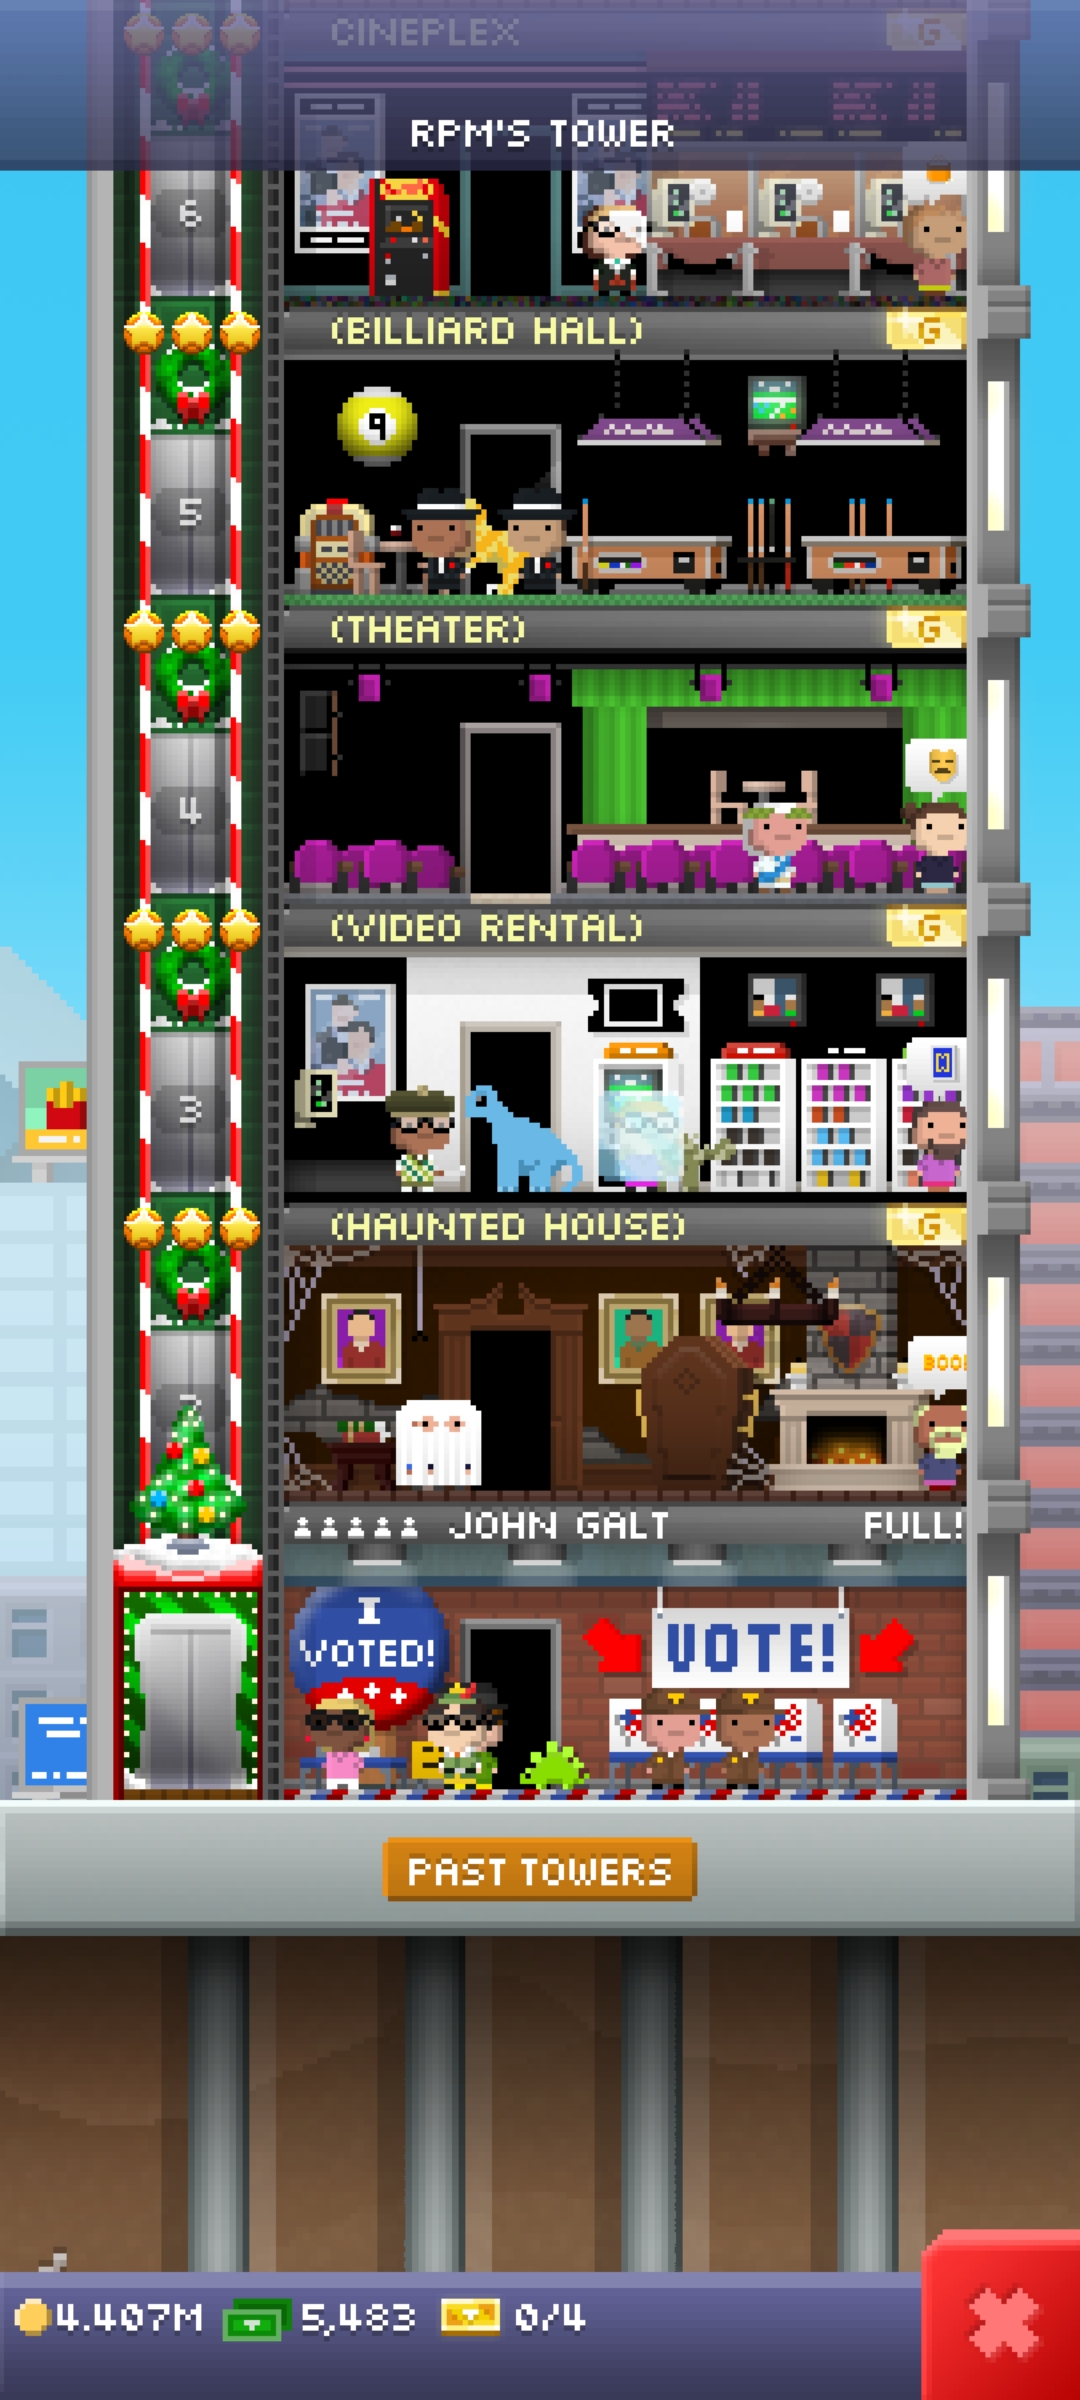 CINEPLEX G
RPM'S TOWER
6
(BILLIARD HALL) G
9
5
(THEATER) G
4
(VIDEO RENTAL) G
3
(HAUNTED HOUSE) G
BOO!
JOHN GALT FULL!
I
VOTED!
VOTE!
PAST TOWERS
4.407M 5,483 0/4